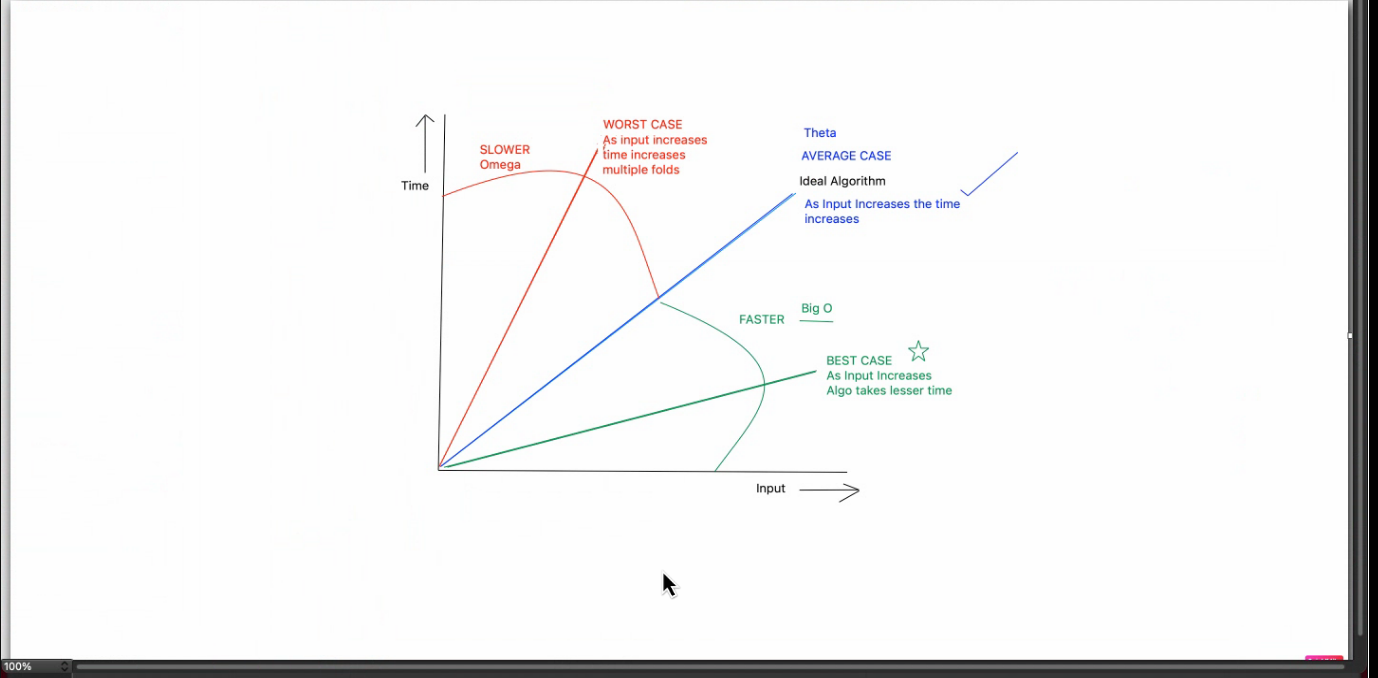 SLOWER
Omega
Time
WORST CASE
As input increases
time increases
multiple folds
Theta
AVERAGE CASE
Ideal Algorithm
As Input Increases the time
increases
FASTER
Big O
BEST CASE
As Input Increases
Algo takes lesser time
Input
100%